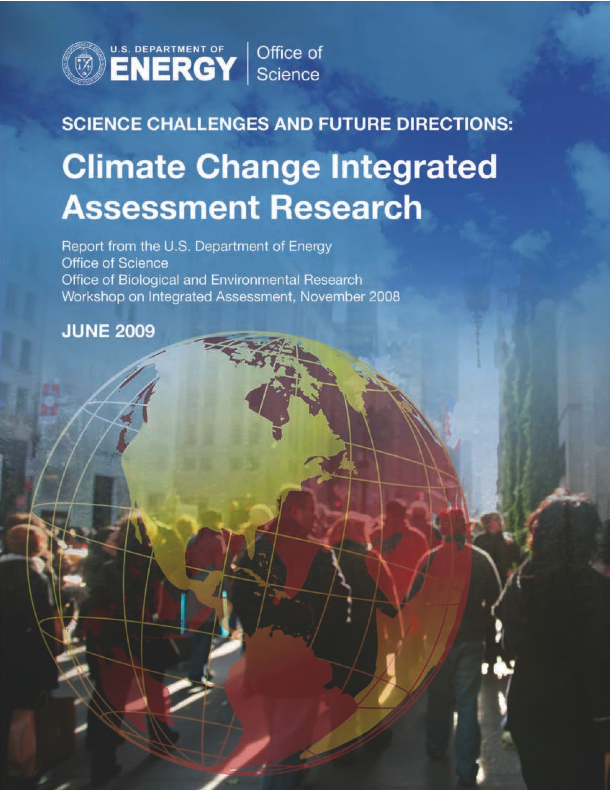 U.S. DEPARTMENT OF
ENERGY
Office of
Science
SCIENCE CHALLENGES AND FUTURE DIRECTIONS:
Climate Change Integrated
Assessment Research
Report from the U.S. Department of Energy
Office of Science
Office of Biological and Environmental Research
Workshop on Integrated Assessment, November 2008
JUNE 2009